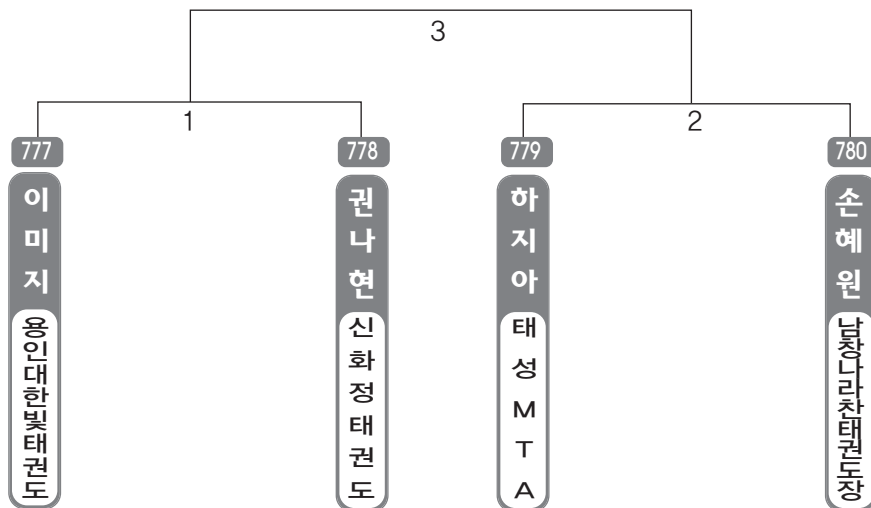 3
1
2
777
778
779
780
이미지
권나현
하지아
손혜원
용인대한빛태권도
신화정태권도
태성MTA
남창나라찬태권도장